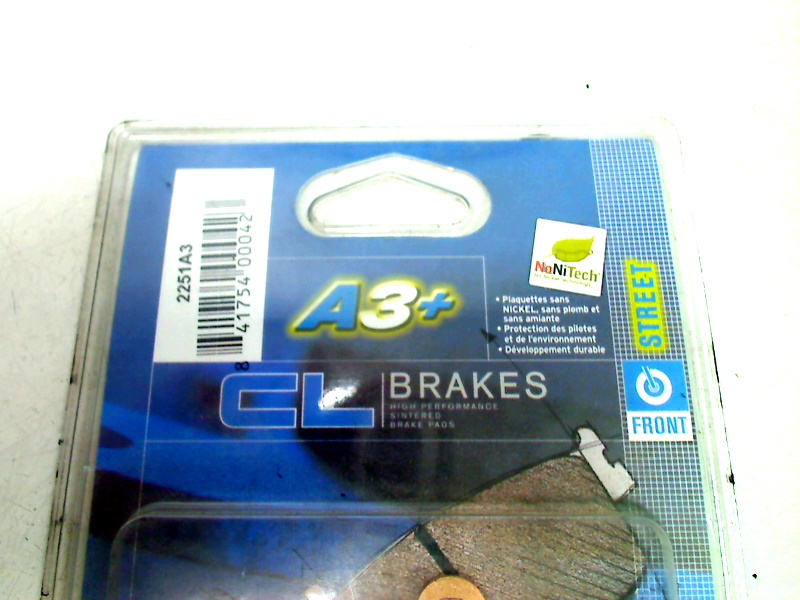 2251A3
8 41754 00042
A3+
NoNiTech
• Plaquettes sans
NICKEL, sans plomb et
sans amiante
• Protection des pilotes
et de l'environnement
• Développement durable
STREET
FRONT
CL BRAKES
HIGH PERFORMANCE
SINTERED
BRAKE PADS